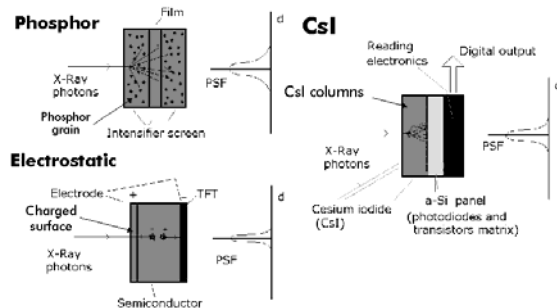 Phosphor
Film
d
X-Ray
photons
PSF
Phosphor
grain
Intensifier screen
Electrostatic
Electrode
+
TFT
d
Charged
surface
X-Ray
photons
PSF
Semiconductor
CsI
Reading
electronics
Digital output
CsI columns
X-Ray
photons
PSF
Cesium iodide
(CsI)
a-Si panel
(photodiodes and
transistors matrix)